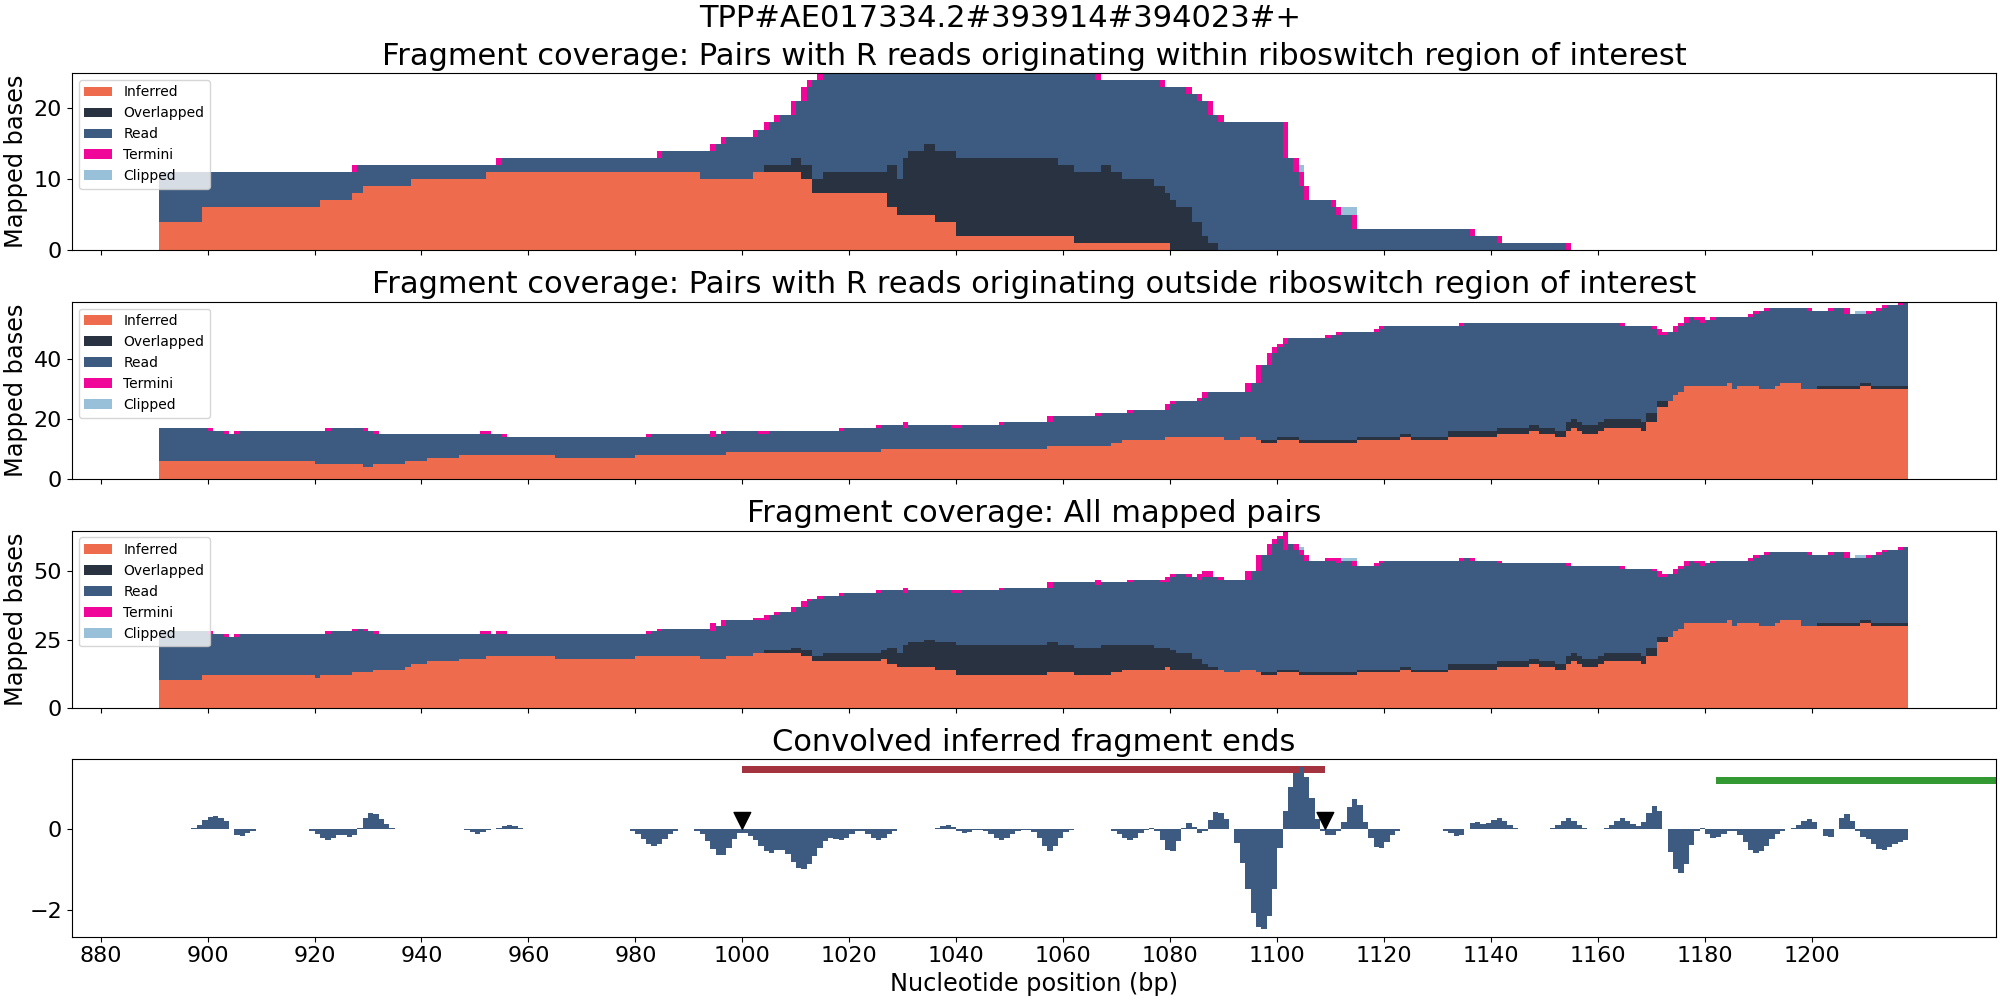 TPP#AE017334.2#393914#394023#+
Fragment coverage: Pairs with R reads originating within riboswitch region of interest
Mapped bases
20
10
0
Inferred
Overlapped
Read
Termini
Clipped
Fragment coverage: Pairs with R reads originating outside riboswitch region of interest
Mapped bases
40
20
0
Inferred
Overlapped
Read
Termini
Clipped
Fragment coverage: All mapped pairs
Mapped bases
50
25
0
Inferred
Overlapped
Read
Termini
Clipped
Convolved inferred fragment ends
0
−2
880 900 920 940 960 980 1000 1020 1040 1060 1080 1100 1120 1140 1160 1180 1200
Nucleotide position (bp)